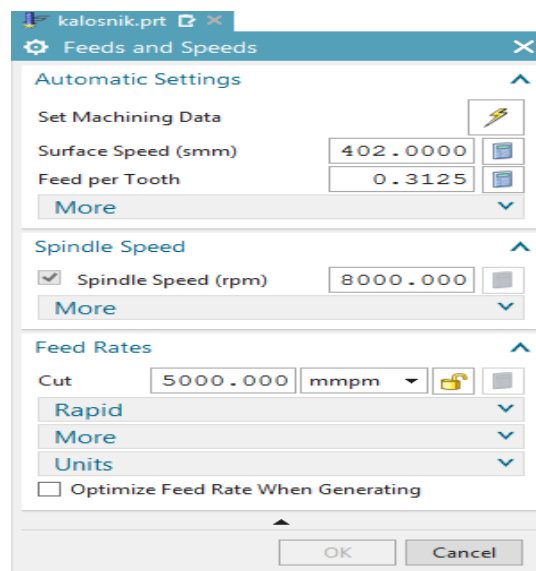 kalosnik.prt
Feeds and Speeds
Automatic Settings
Set Machining Data
Surface Speed (smm) 402.0000
Feed per Tooth 0.3125
More
Spindle Speed
Spindle Speed (rpm) 8000.000
More
Feed Rates
Cut 5000.000 mmpm
Rapid
More
Units
Optimize Feed Rate When Generating
OK Cancel